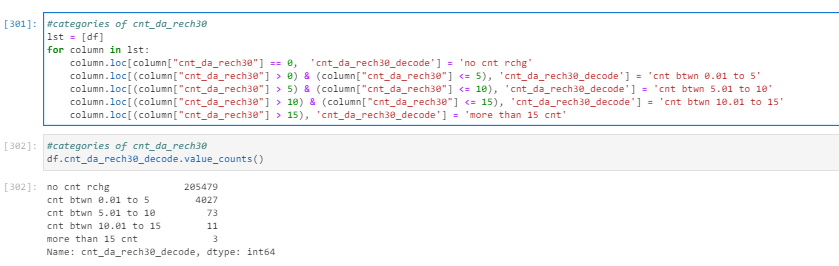 [301]: #categories of cnt_da_rech30
lst = [df]
for column in lst:
    column.loc[column["cnt_da_rech30"] == 0,  'cnt_da_rech30_decode'] = 'no cnt rchg'
    column.loc[(column["cnt_da_rech30"] > 0) & (column["cnt_da_rech30"] <= 5), 'cnt_da_rech30_decode'] = 'cnt btwn 0.01 to 5'
    column.loc[(column["cnt_da_rech30"] > 5) & (column["cnt_da_rech30"] <= 10), 'cnt_da_rech30_decode'] = 'cnt btwn 5.01 to 10'
    column.loc[(column["cnt_da_rech30"] > 10) & (column["cnt_da_rech30"] <= 15), 'cnt_da_rech30_decode'] = 'cnt btwn 10.01 to 15'
    column.loc[(column["cnt_da_rech30"] > 15), 'cnt_da_rech30_decode'] = 'more than 15 cnt'
[302]: #categories of cnt_da_rech30
df.cnt_da_rech30_decode.value_counts()
[302]: no cnt rchg             205479
cnt btwn 0.01 to 5        4027
cnt btwn 5.01 to 10         73
cnt btwn 10.01 to 15        11
more than 15 cnt             3
Name: cnt_da_rech30_decode, dtype: int64